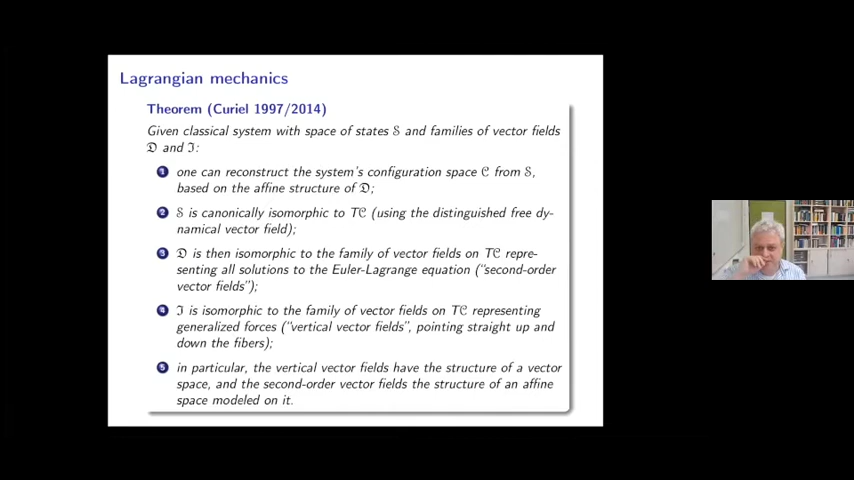 Lagrangian mechanics
Theorem (Curiel 1997/2014)
Given classical system with space of states 𝒮 and families of vector fields
𝔇 and ℑ:
1 one can reconstruct the system's configuration space 𝒞 from 𝒮,
based on the affine structure of 𝔇;
2 𝒮 is canonically isomorphic to T𝒞 (using the distinguished free dy-
namical vector field);
3 𝔇 is then isomorphic to the family of vector fields on T𝒞 repre-
senting all solutions to the Euler-Lagrange equation ("second-order
vector fields");
4 ℑ is isomorphic to the family of vector fields on T𝒞 representing
generalized forces ("vertical vector fields", pointing straight up and
down the fibers);
5 in particular, the vertical vector fields have the structure of a vector
space, and the second-order vector fields the structure of an affine
space modeled on it.